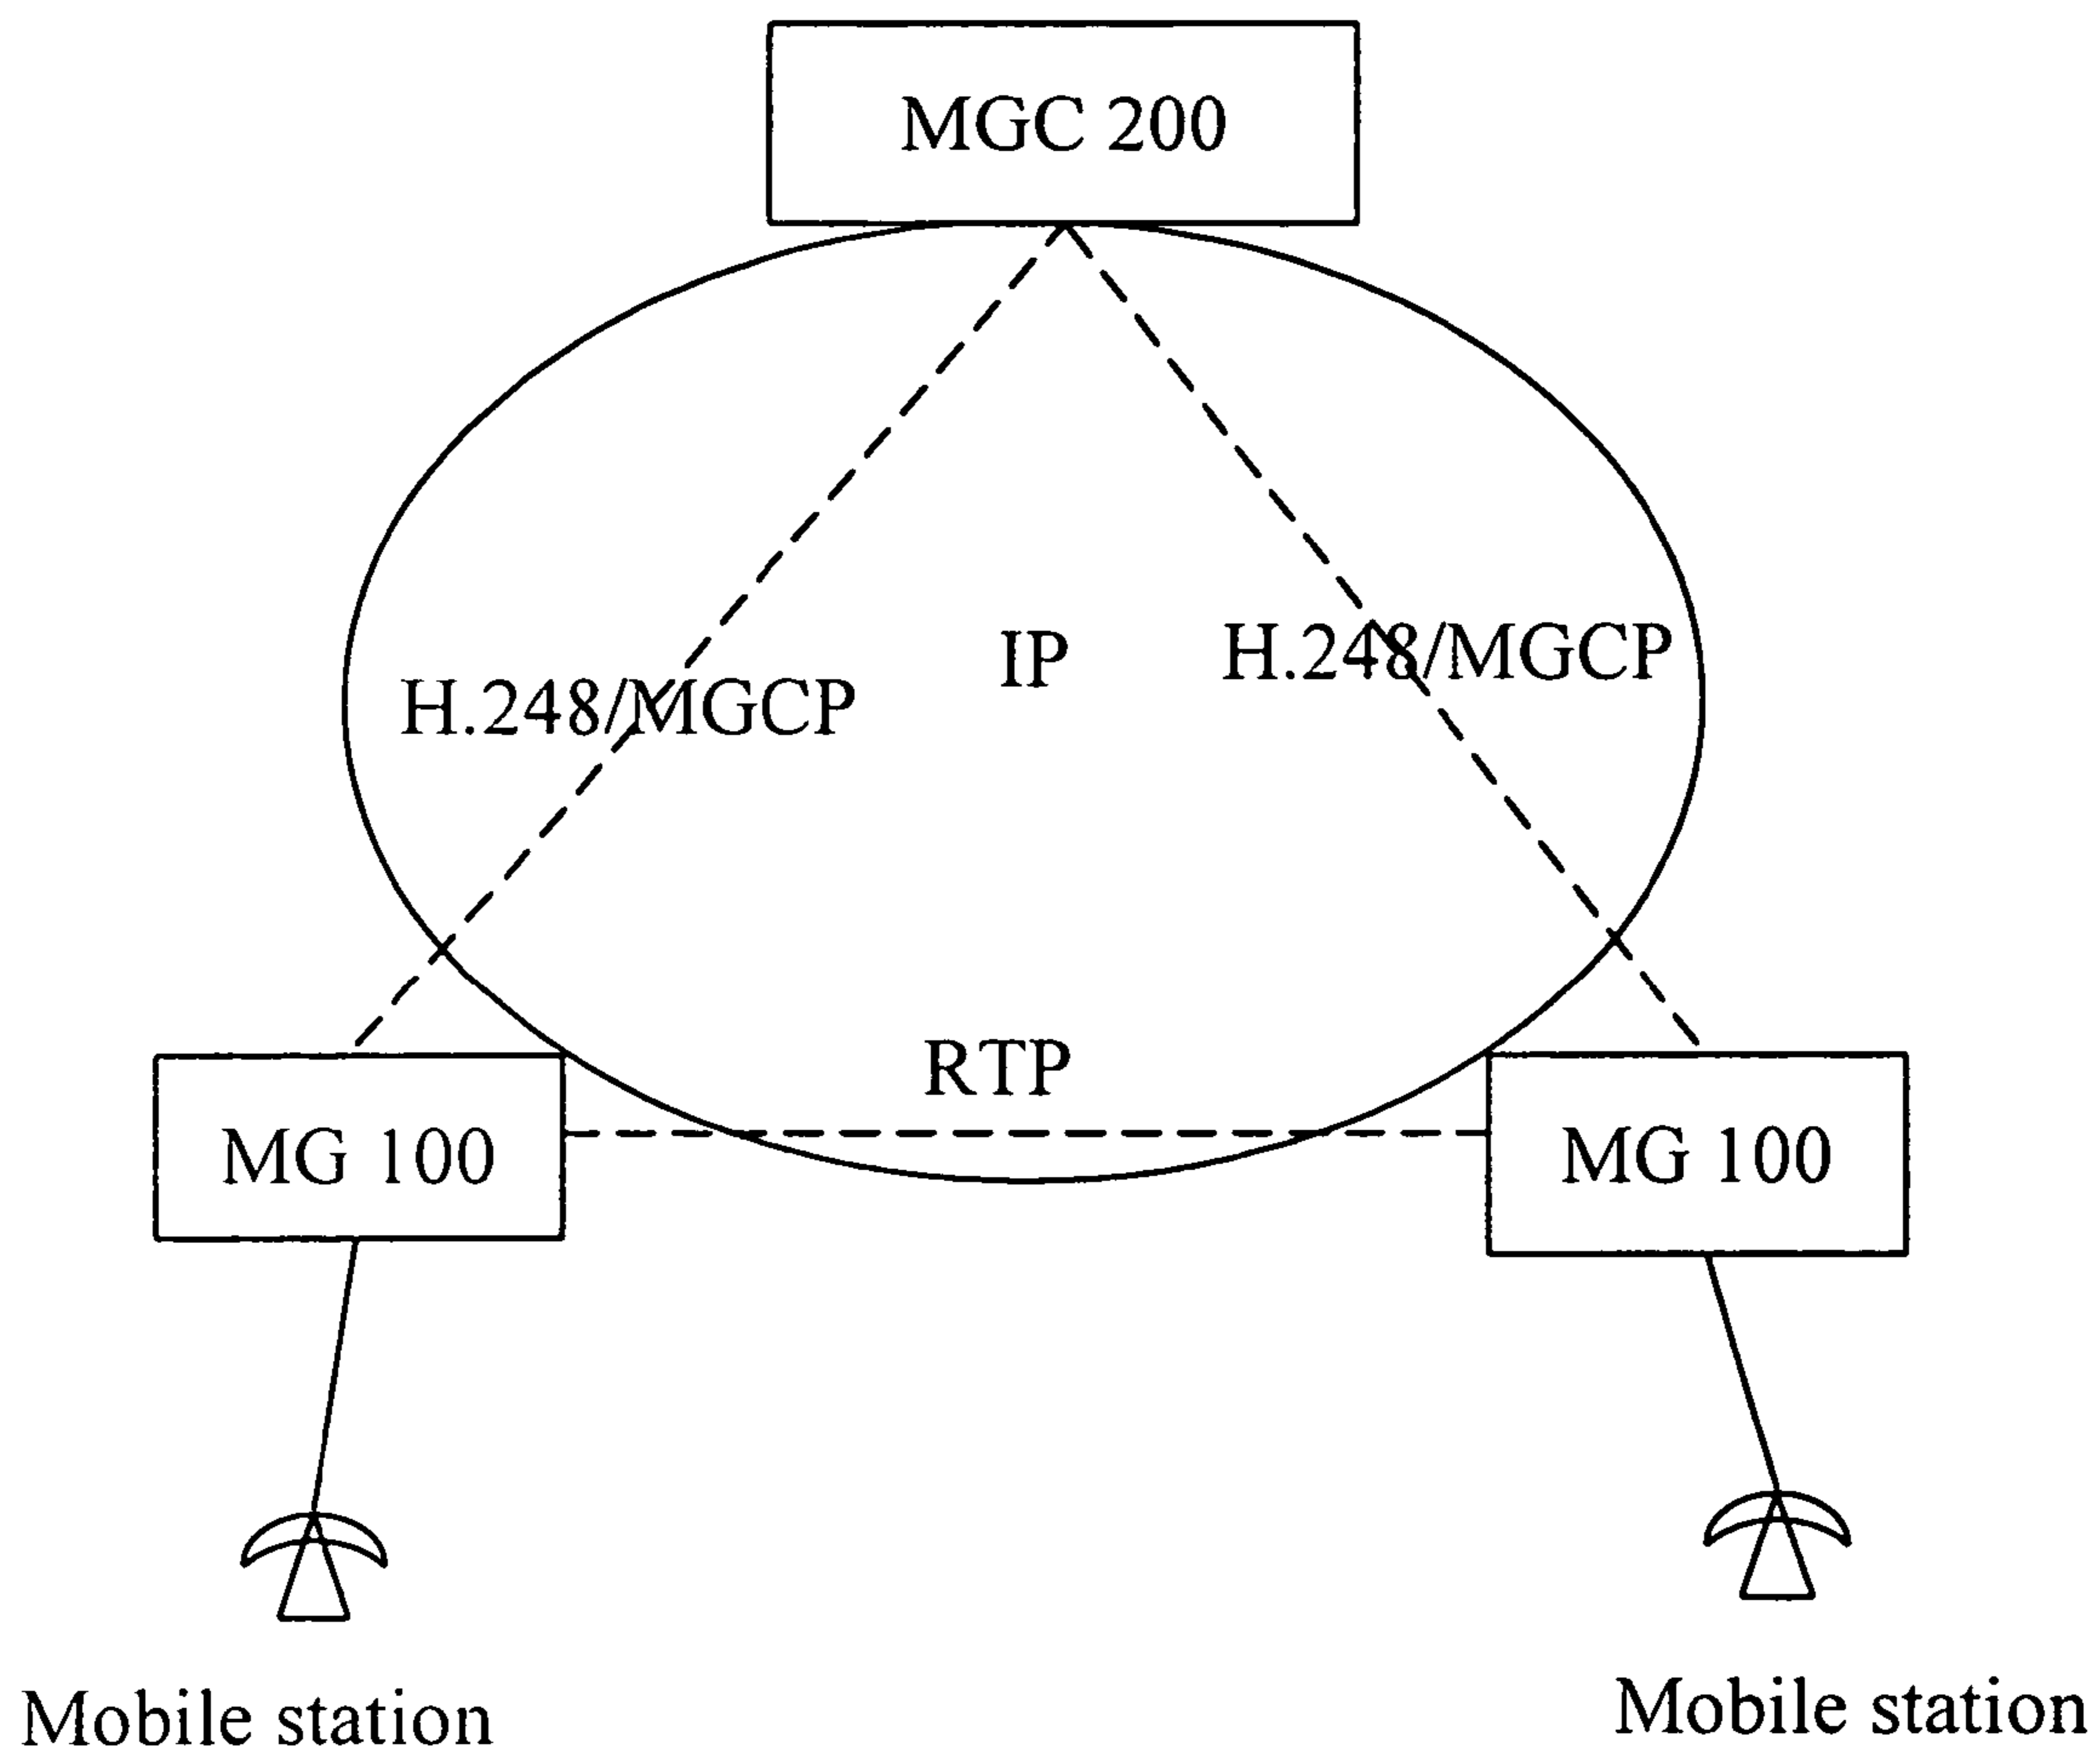 MGC 200
IP
H.248/MGCP
H.248/MGCP
RTP
MG 100
MG 100
Mobile station
Mobile station